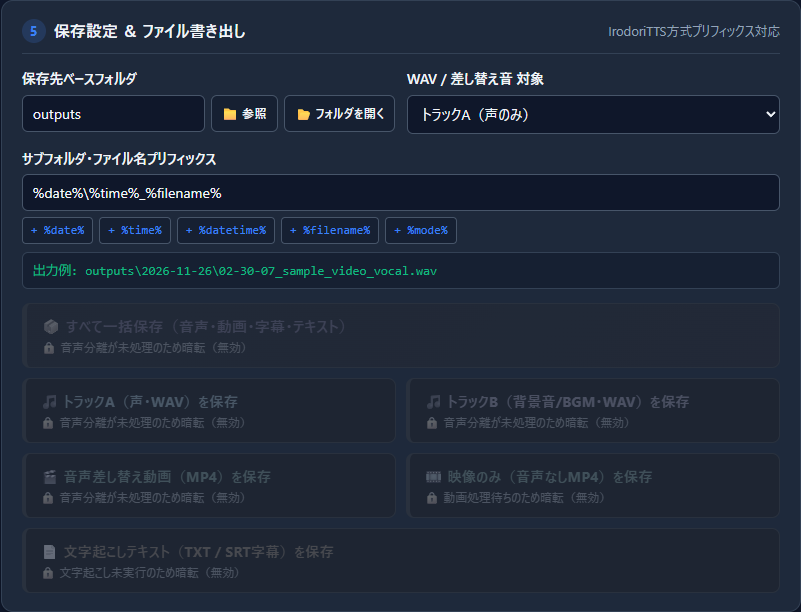 5 保存設定 & ファイル書き出し IrodoriTTS方式プリフィックス対応
保存先ベースフォルダ WAV / 差し替え音 対象
outputs 参照 フォルダを開く トラックA（声のみ）
サブフォルダ・ファイル名プリフィックス
%date%\%time%_%filename%
+ %date% + %time% + %datetime% + %filename% + %mode%
出力例: outputs\2026-11-26\02-30-07_sample_video_vocal.wav
すべて一括保存（音声・動画・字幕・テキスト）
音声分離が未処理のため暗転（無効）
トラックA（声・WAV）を保存 トラックB（背景音/BGM・WAV）を保存
音声分離が未処理のため暗転（無効） 音声分離が未処理のため暗転（無効）
音声差し替え動画（MP4）を保存 映像のみ（音声なしMP4）を保存
音声分離が未処理のため暗転（無効） 動画処理待ちのため暗転（無効）
文字起こしテキスト（TXT / SRT字幕）を保存
文字起こし未実行のため暗転（無効）